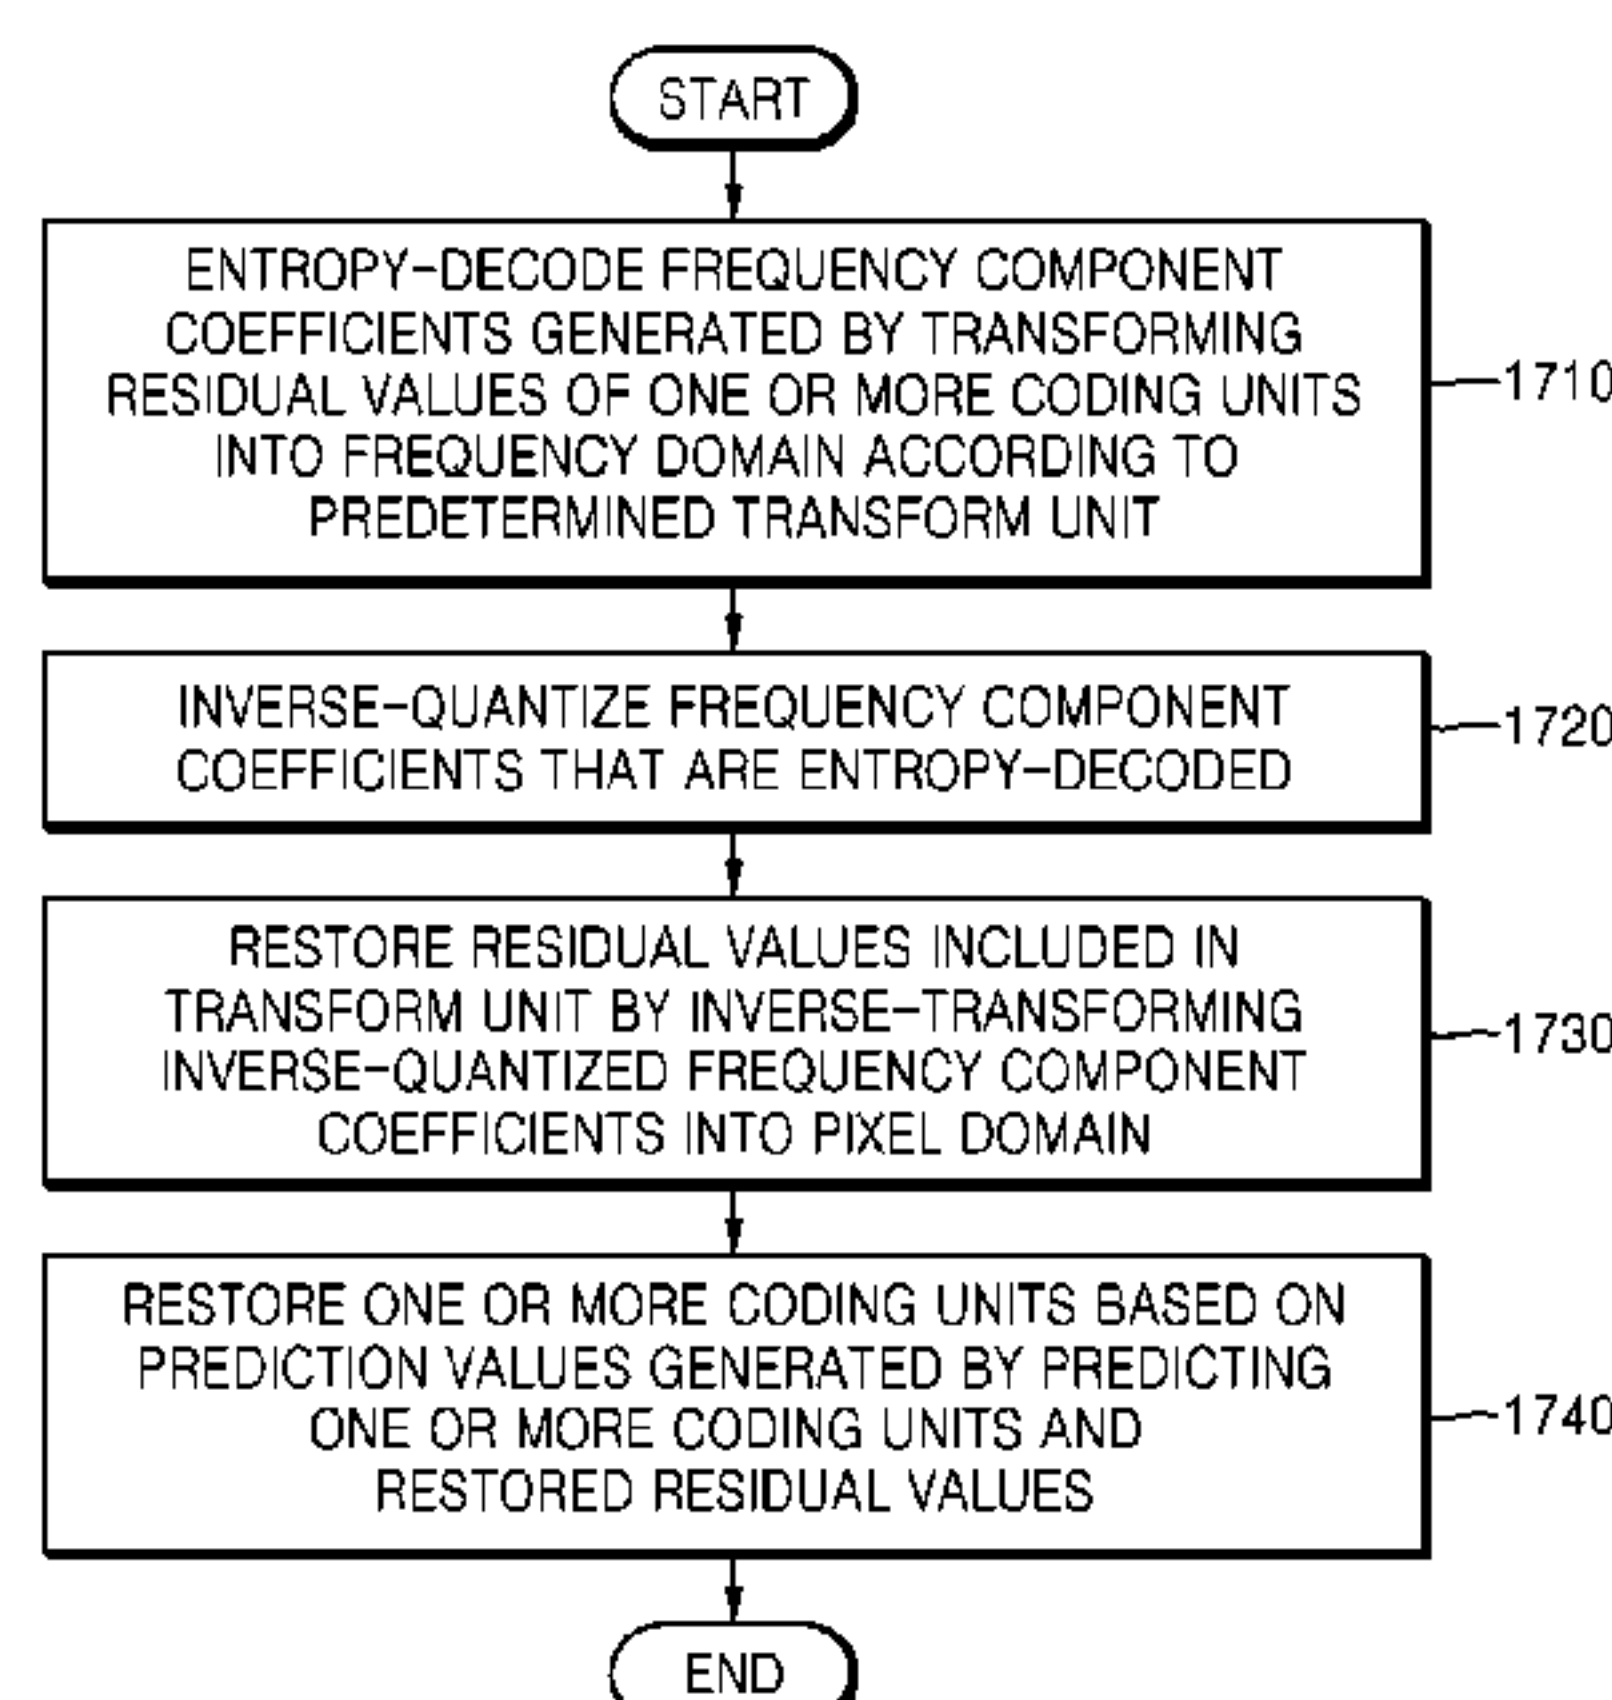 START
ENTROPY-DECODE FREQUENCY COMPONENT
COEFFICIENTS GENERATED BY TRANSFORMING
RESIDUAL VALUES OF ONE OR MORE CODING UNITS
INTO FREQUENCY DOMAIN ACCORDING TO
PREDETERMINED TRANSFORM UNIT
1710
INVERSE-QUANTIZE FREQUENCY COMPONENT
COEFFICIENTS THAT ARE ENTROPY-DECODED
1720
RESTORE RESIDUAL VALUES INCLUDED IN
TRANSFORM UNIT BY INVERSE-TRANSFORMING
INVERSE-QUANTIZED FREQUENCY COMPONENT
COEFFICIENTS INTO PIXEL DOMAIN
1730
RESTORE ONE OR MORE CODING UNITS BASED ON
PREDICTION VALUES GENERATED BY PREDICTING
ONE OR MORE CODING UNITS AND
RESTORED RESIDUAL VALUES
1740
END